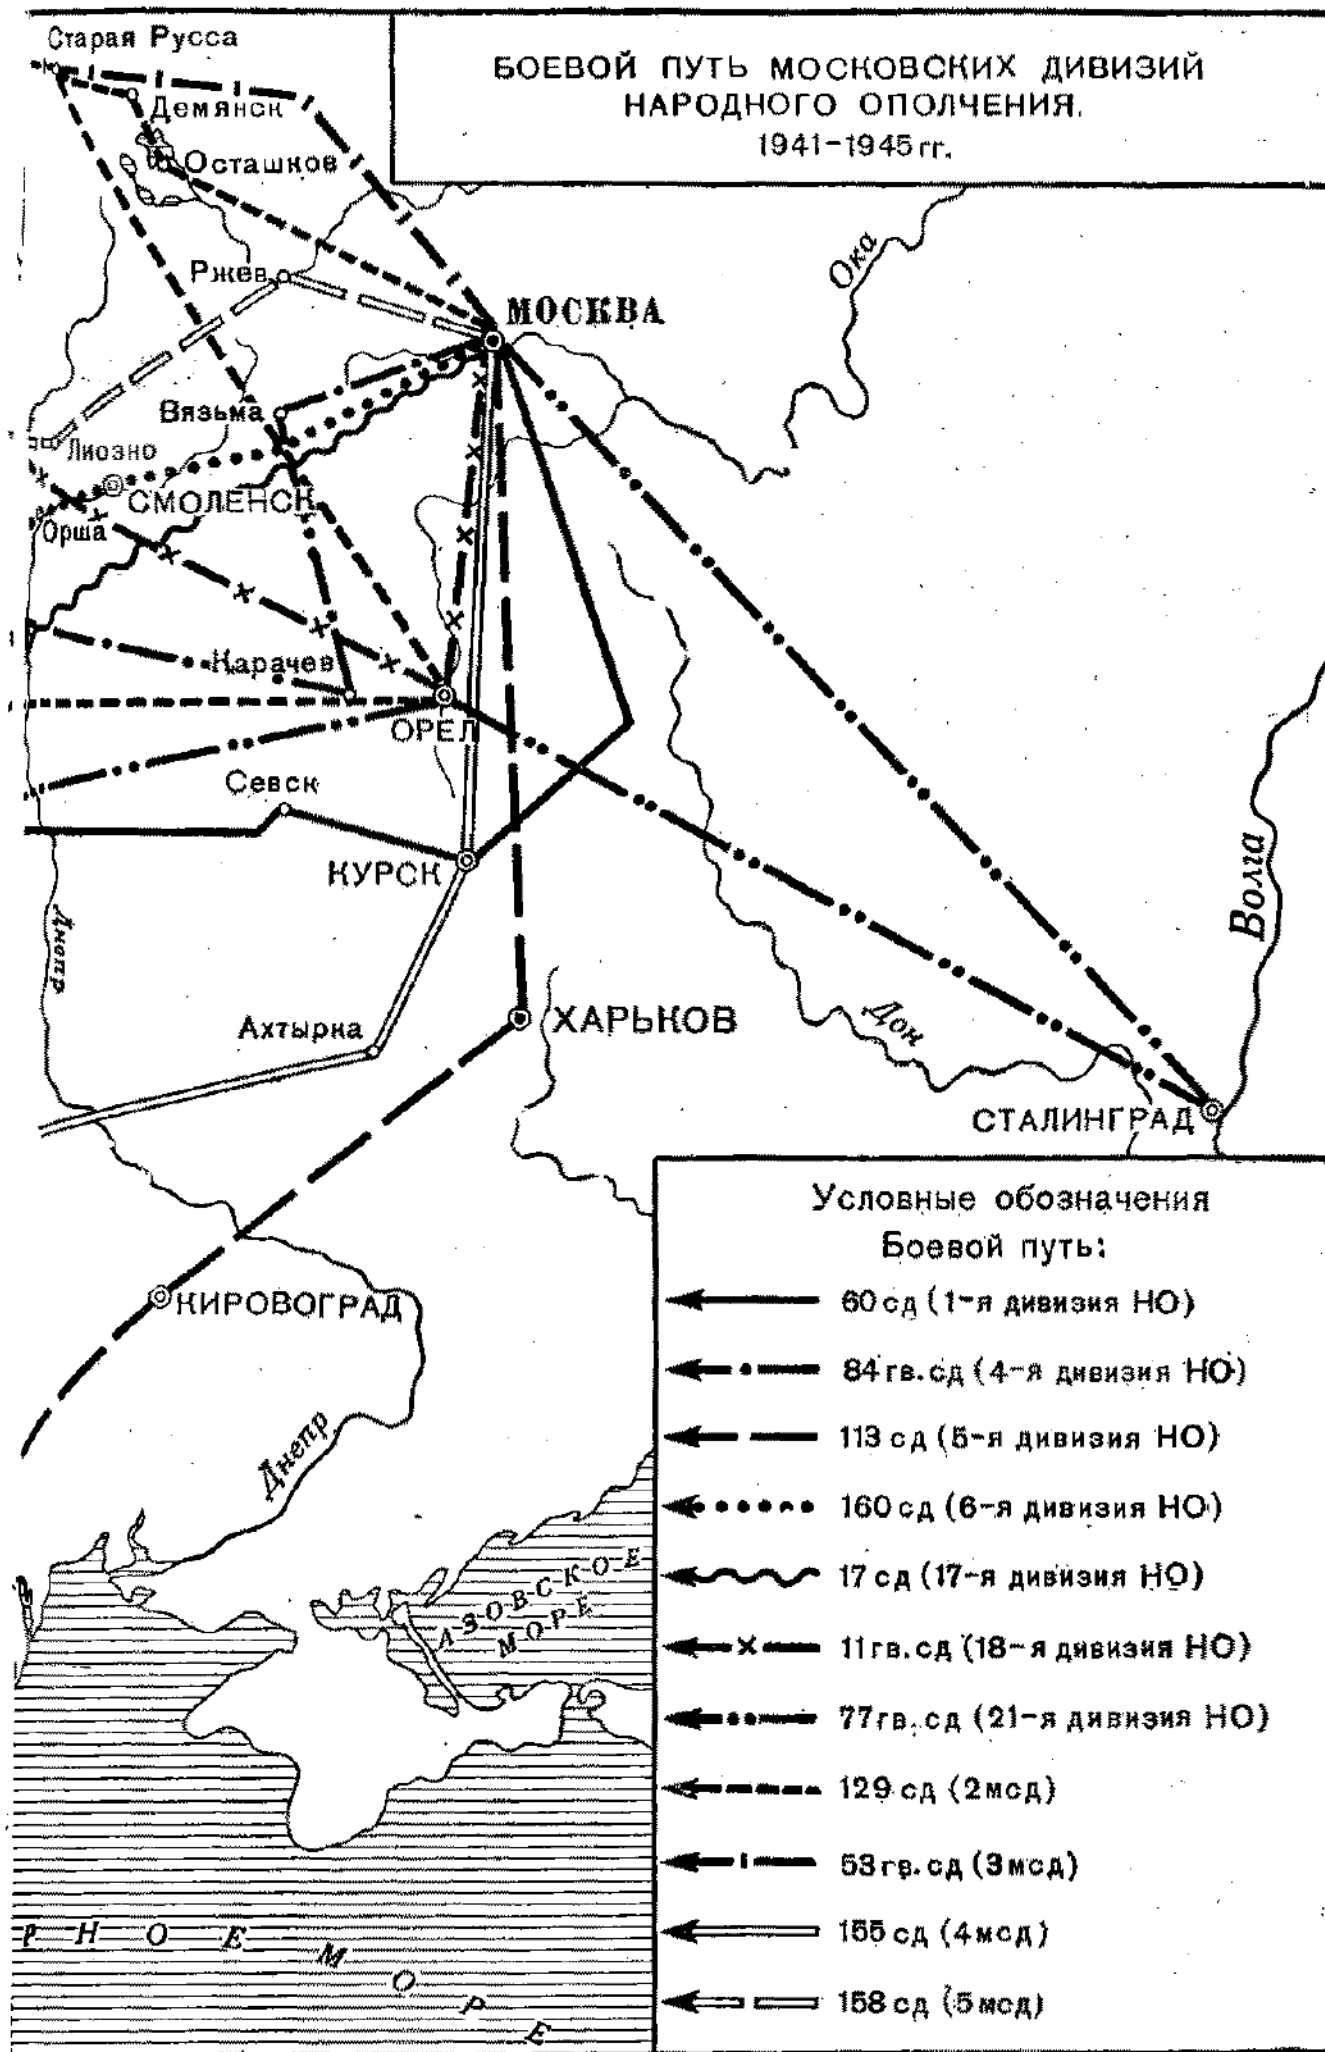 Старая Русса
БОЕВОЙ ПУТЬ МОСКОВСКИХ ДИВИЗИЙ
НАРОДНОГО ОПОЛЧЕНИЯ.
1941-1945 гг.
Демянск
Осташков
Ока
Ржев
МОСКВА
Вязьма
Лиозно
СМОЛЕНСК
Орша
Карачев
ОРЕЛ
Севск
КУРСК
Волга
Днепр
Ахтырка
ХАРЬКОВ
Дон
СТАЛИНГРАД
КИРОВОГРАД
Днепр
АЗОВСКОЕ
МОРЕ
РНОЕ МОРЕ
Условные обозначения
Боевой путь:
60 сд (1-я дивизия НО)
84 гв. сд (4-я дивизия НО)
113 сд (5-я дивизия НО)
160 сд (6-я дивизия НО)
17 сд (17-я дивизия НО)
11 гв. сд (18-я дивизия НО)
77 гв. сд (21-я дивизия НО)
129 сд (2 мсд)
53 гв. сд (3 мсд)
155 сд (4 мсд)
158 сд (5 мсд)